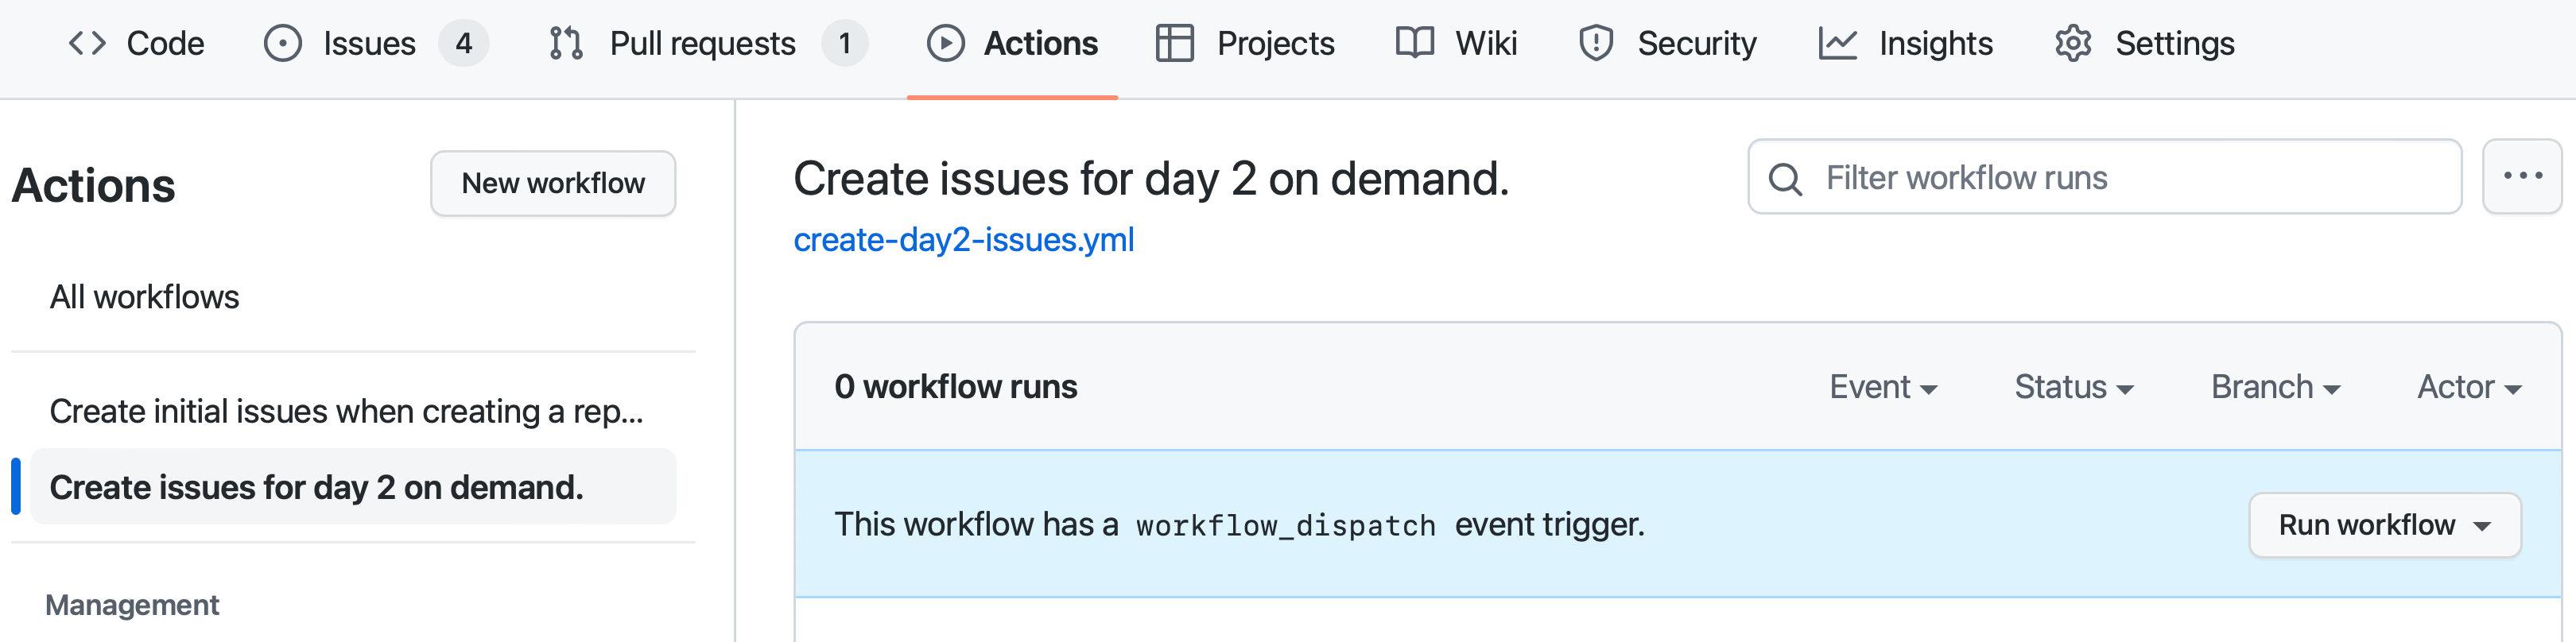 Code Issues 4 Pull requests 1 Actions Projects Wiki Security Insights Settings
Actions
New workflow
All workflows
Create initial issues when creating a rep...
Create issues for day 2 on demand.
Management
Create issues for day 2 on demand.
Filter workflow runs
create-day2-issues.yml
0 workflow runs
Event Status Branch Actor
This workflow has a workflow_dispatch event trigger.
Run workflow